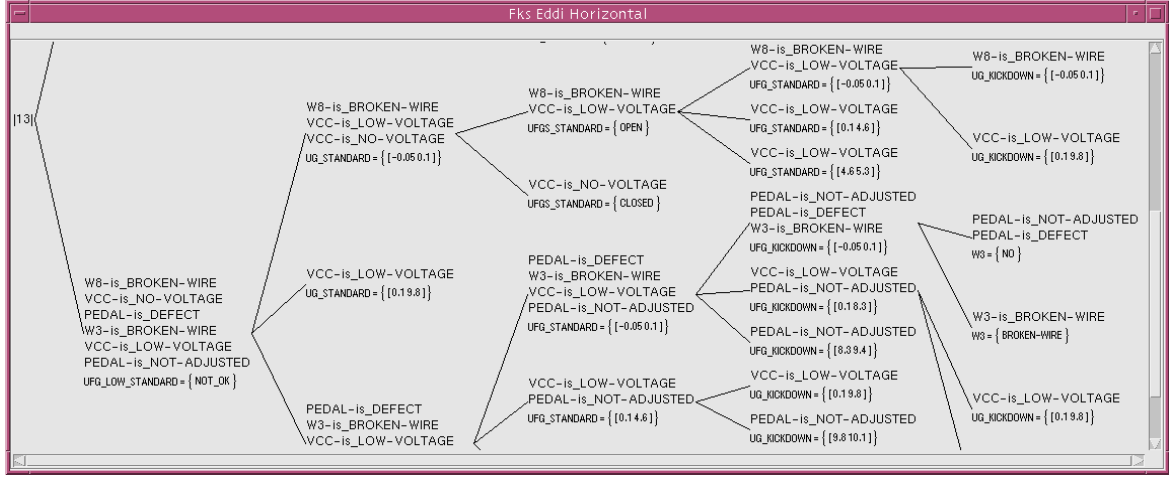 Fks Eddi Horizontal
|13|
W8-is_BROKEN-WIRE
VCC-is_NO-VOLTAGE
PEDAL-is_DEFECT
W3-is_BROKEN-WIRE
VCC-is_LOW-VOLTAGE
PEDAL-is_NOT-ADJUSTED
UFG_LOW_STANDARD = { NOT_OK }
W8-is_BROKEN-WIRE
VCC-is_LOW-VOLTAGE
VCC-is_NO-VOLTAGE
UG_STANDARD = { [-0.05 0.1] }
VCC-is_LOW-VOLTAGE
UG_STANDARD = { [0.1 9.8] }
PEDAL-is_DEFECT
W3-is_BROKEN-WIRE
VCC-is_LOW-VOLTAGE
W8-is_BROKEN-WIRE
VCC-is_LOW-VOLTAGE
UFGS_STANDARD = { OPEN }
VCC-is_NO-VOLTAGE
UFGS_STANDARD = { CLOSED }
PEDAL-is_DEFECT
W3-is_BROKEN-WIRE
VCC-is_LOW-VOLTAGE
PEDAL-is_NOT-ADJUSTED
UFG_STANDARD = { [-0.05 0.1] }
VCC-is_LOW-VOLTAGE
PEDAL-is_NOT-ADJUSTED
UFG_STANDARD = { [0.1 4.6] }
W8-is_BROKEN-WIRE
VCC-is_LOW-VOLTAGE
UFG_STANDARD = { [-0.05 0.1] }
VCC-is_LOW-VOLTAGE
UFG_STANDARD = { [0.1 4.6] }
VCC-is_LOW-VOLTAGE
UFG_STANDARD = { [4.6 5.3] }
PEDAL-is_NOT-ADJUSTED
PEDAL-is_DEFECT
W3-is_BROKEN-WIRE
UFG_KICKDOWN = { [-0.05 0.1] }
VCC-is_LOW-VOLTAGE
PEDAL-is_NOT-ADJUSTED
UFG_KICKDOWN = { [0.1 8.3] }
PEDAL-is_NOT-ADJUSTED
UFG_KICKDOWN = { [8.3 9.4] }
VCC-is_LOW-VOLTAGE
UG_KICKDOWN = { [0.1 9.8] }
PEDAL-is_NOT-ADJUSTED
UG_KICKDOWN = { [9.8 10.1] }
W8-is_BROKEN-WIRE
UG_KICKDOWN = { [-0.05 0.1] }
VCC-is_LOW-VOLTAGE
UG_KICKDOWN = { [0.1 9.8] }
PEDAL-is_NOT-ADJUSTED
PEDAL-is_DEFECT
W3 = { NO }
W3-is_BROKEN-WIRE
W3 = { BROKEN-WIRE }
VCC-is_LOW-VOLTAGE
UG_KICKDOWN = { [0.1 9.8] }